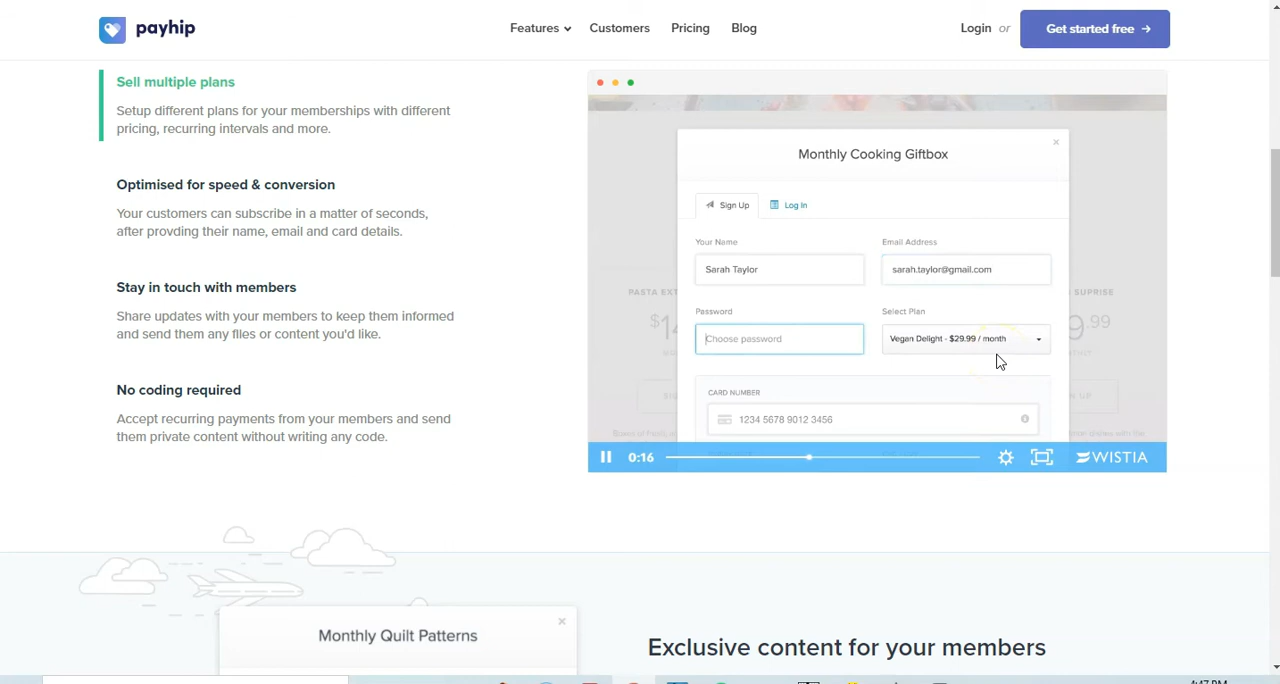 payhip
Features
Customers
Pricing
Blog
Login or
Get started free →
Sell multiple plans
Setup different plans for your memberships with different
pricing, recurring intervals and more.
Optimised for speed & conversion
Your customers can subscribe in a matter of seconds,
after provding their name, email and card details.
Stay in touch with members
Share updates with your members to keep them informed
and send them any files or content you'd like.
No coding required
Accept recurring payments from your members and send
them private content without writing any code.
Monthly Cooking Giftbox
×
Sign Up
Log In
Your Name
Email Address
Sarah Taylor
sarah.taylor@gmail.com
Password
Select Plan
Choose password
Vegan Delight - $29.99 / month
CARD NUMBER
1234 5678 9012 3456
PASTA EXT
SUPRISE
0:16
WISTIA
Monthly Quilt Patterns
×
Exclusive content for your members